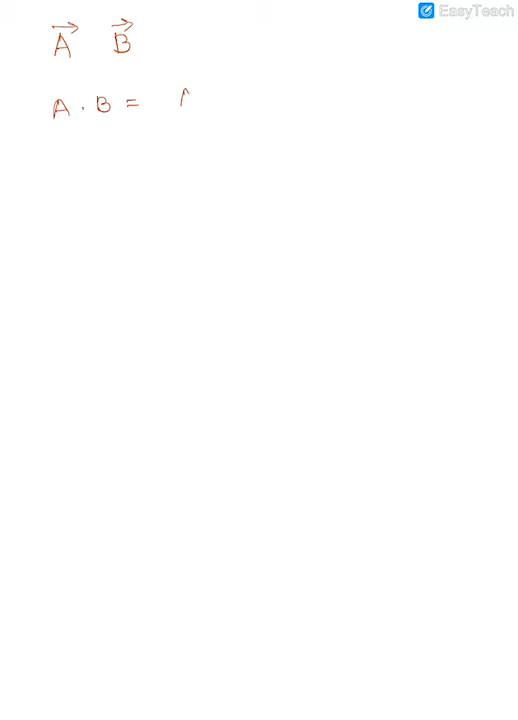 EasyTeach
A⃗ B⃗
A · B =